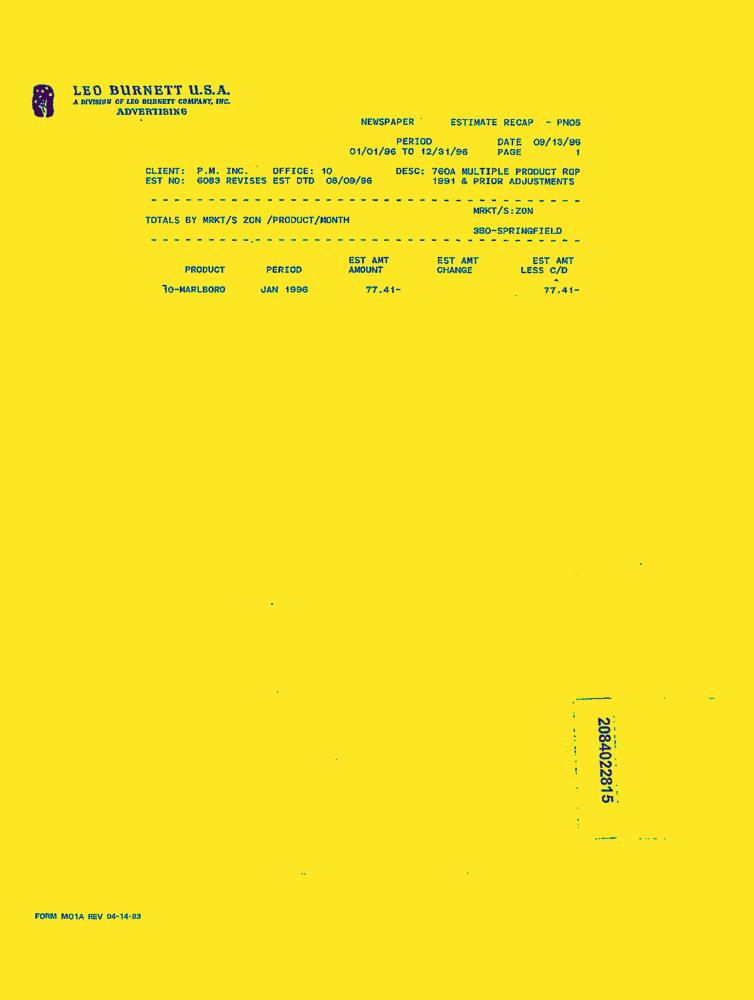 LEO BURNETT U.S.A.
A DIVISION OF LEO BURNETT COMPANY, INC.
ADVERTISING
NEWSPAPER ESTIMATE RECAP - PNO5
PERIOD DATE 09/13/96
01/01/96 TO 12/31/96 PAGE 1
CLIENT: P.M. INC. OFFICE: 10 DESC: 760A MULTIPLE PRODUCT ROP
EST NO: 6083 REVISES EST DTD 08/09/96 1991 & PRIOR ADJUSTMENTS
MRKT/S:ZON
TOTALS BY MRKT/S ZON /PRODUCT/MONTH
380-SPRINGFIELD
EST AMT EST AMT EST AMT
PRODUCT PERIOD AMOUNT CHANGE LESS C/D
10-MARLBORO JAN 1996 77.41- 77.41-
2084022815
FORM MO1A REV 04-14-83